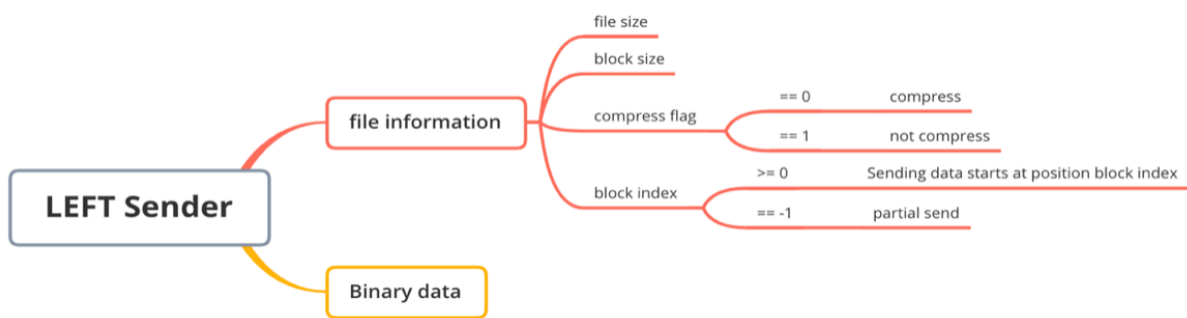 file size
block size
file information
compress flag
== 0 compress
== 1 not compress
LEFT Sender
block index
>= 0 Sending data starts at position block index
== -1 partial send
Binary data